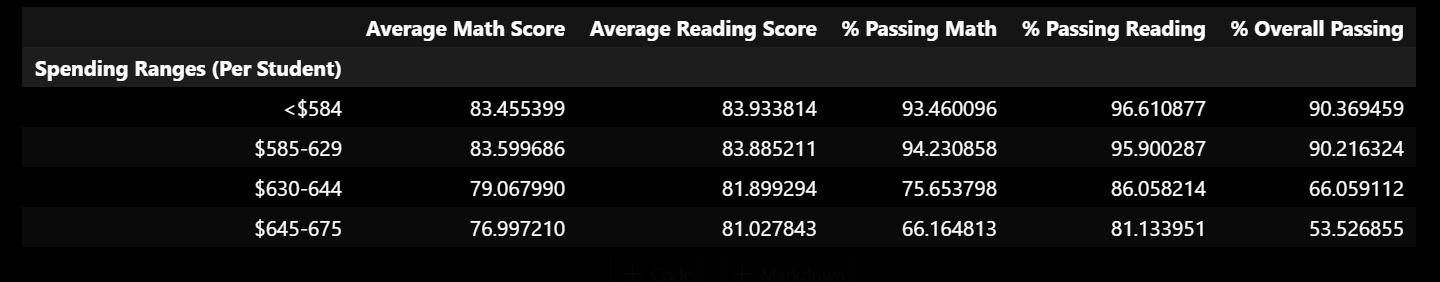 Average Math Score Average Reading Score % Passing Math % Passing Reading % Overall Passing
Spending Ranges (Per Student)
<$584 83.455399 83.933814 93.460096 96.610877 90.369459
$585-629 83.599686 83.885211 94.230858 95.900287 90.216324
$630-644 79.067990 81.899294 75.653798 86.058214 66.059112
$645-675 76.997210 81.027843 66.164813 81.133951 53.526855
+ Code + Markdown